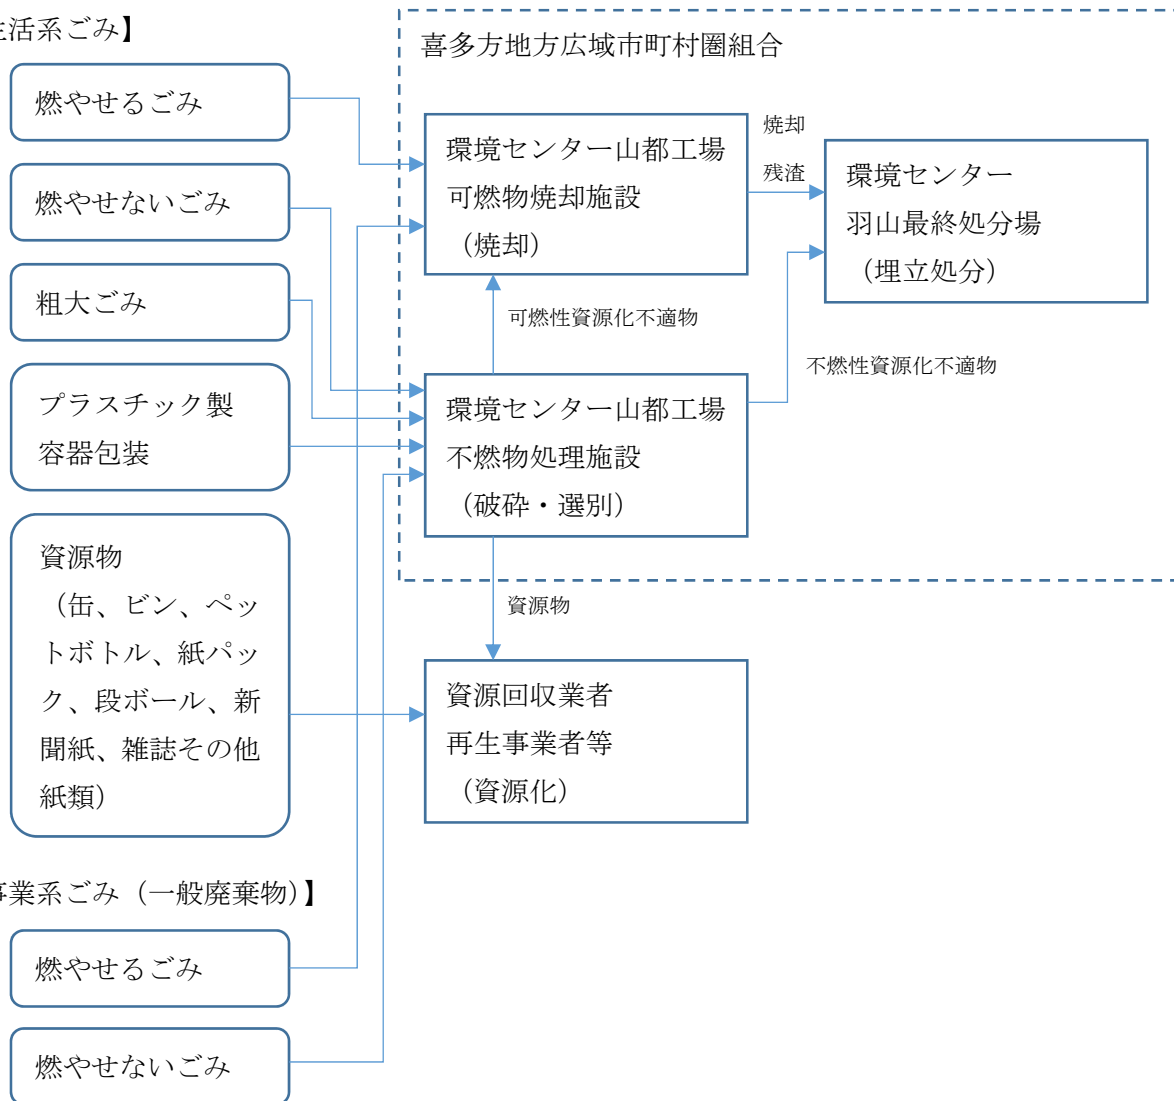 活系ごみ】
燃やせるごみ
燃やせないごみ
粗大ごみ
プラスチック製
容器包装
資源物
（缶、ビン、ペッ
トボトル、紙パッ
ク、段ボール、新
聞紙、雑誌その他
紙類）
事業系ごみ（一般廃棄物）】
燃やせるごみ
燃やせないごみ
喜多方地方広域市町村圏組合
環境センター山都工場
可燃物焼却施設
（焼却）
焼却
残渣
環境センター
羽山最終処分場
（埋立処分）
可燃性資源化不適物
不燃性資源化不適物
環境センター山都工場
不燃物処理施設
（破砕・選別）
資源物
資源回収業者
再生事業者等
（資源化）